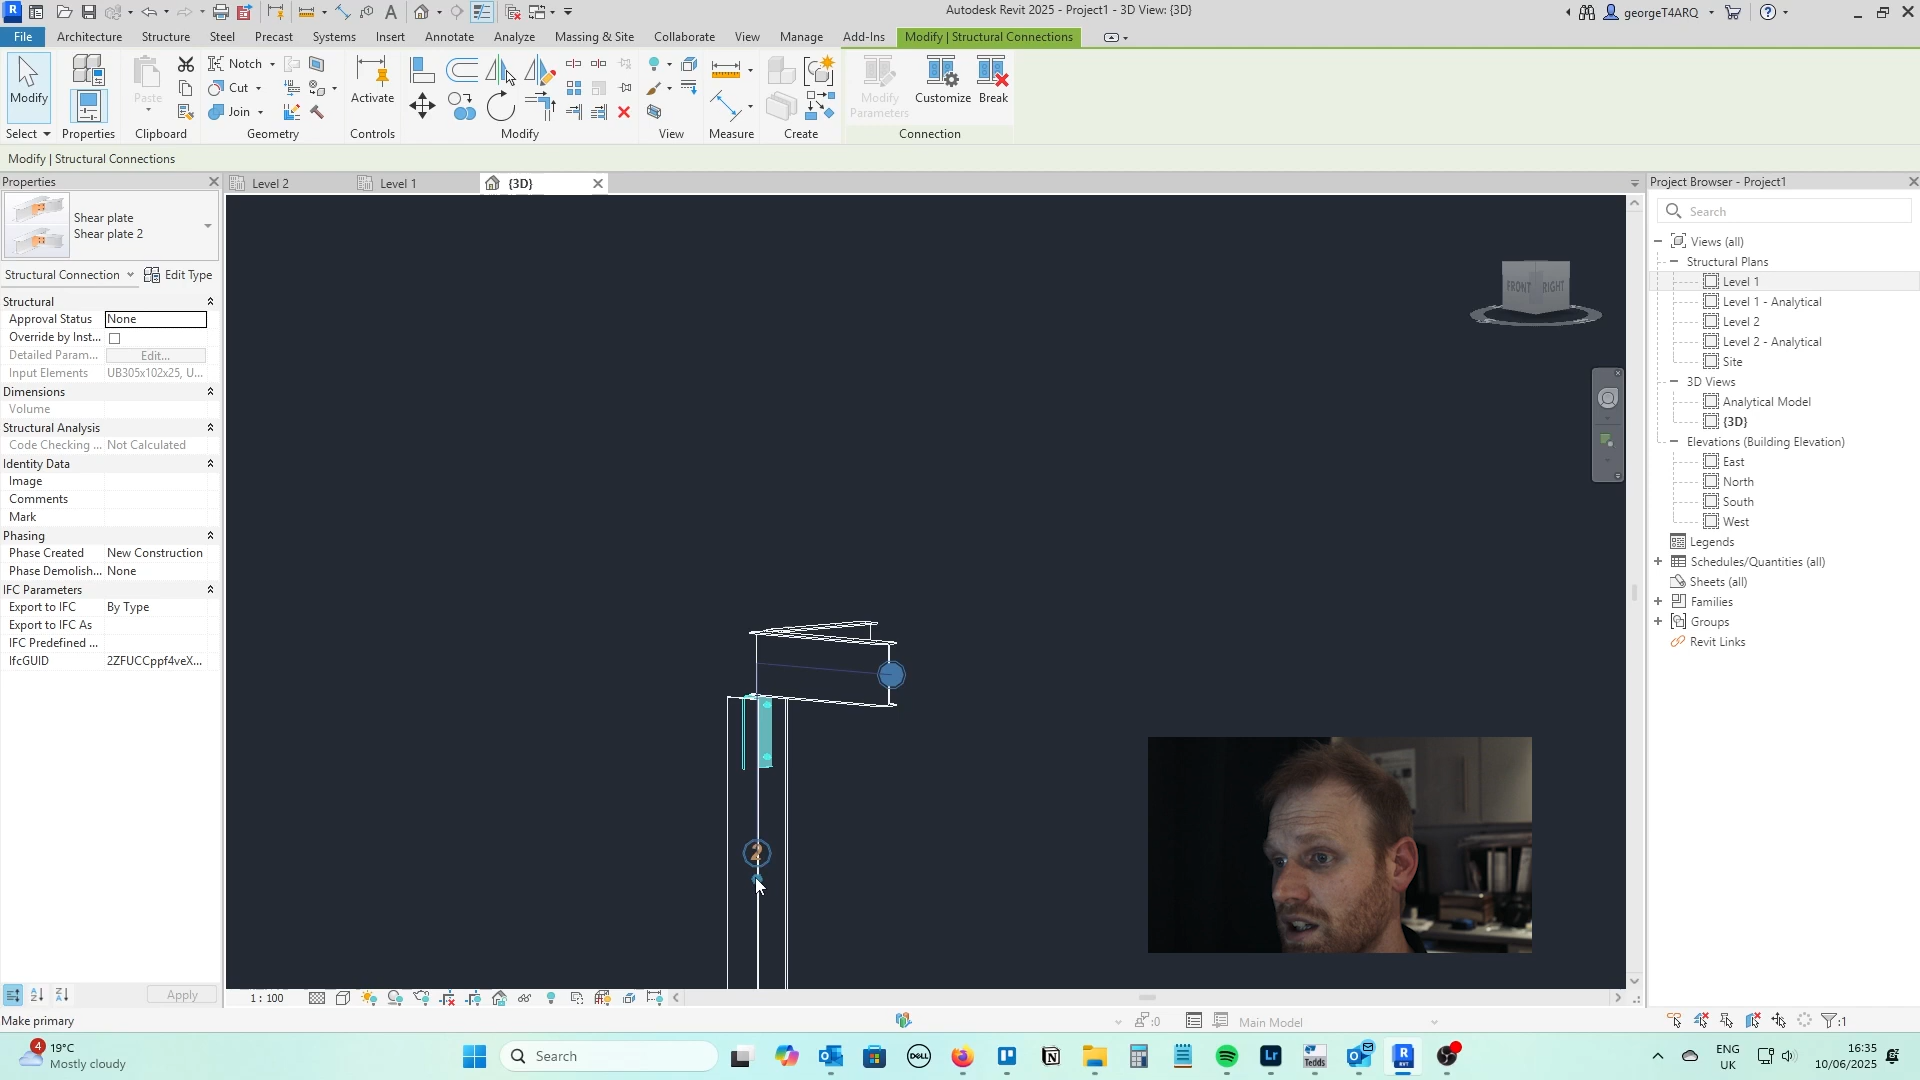 Autodesk Revit 2025 - Project1 - 3D View: {3D}
georgeT4ARQ
File Architecture Structure Steel Precast Systems Insert Annotate Analyze Massing & Site Collaborate View Manage Add-Ins Modify | Structural Connections
Modify
Paste
Notch
Cut
Join
Activate
Modify Parameters
Customize
Break
Select Properties Clipboard Geometry Controls Modify View Measure Create Connection
Modify | Structural Connections
Properties
Level 2
Level 1
{3D}
Project Browser - Project1
Shear plate
Shear plate 2
Structural Connection
Edit Type
Structural
Approval Status None
Override by Inst...
Detailed Param... Edit...
Input Elements UB305x102x25, U...
Dimensions
Volume
Structural Analysis
Code Checking ... Not Calculated
Identity Data
Image
Comments
Mark
Phasing
Phase Created New Construction
Phase Demolish... None
IFC Parameters
Export to IFC By Type
Export to IFC As
IFC Predefined ...
IfcGUID 2ZFUCCppf4veX...
Apply
FRONT RIGHT
2
Search
Views (all)
Structural Plans
Level 1
Level 1 - Analytical
Level 2
Level 2 - Analytical
Site
3D Views
Analytical Model
{3D}
Elevations (Building Elevation)
East
North
South
West
Legends
Schedules/Quantities (all)
Sheets (all)
Families
Groups
Revit Links
1 : 100
Make primary
:0
Main Model
:1
4
19°C
Mostly cloudy
Search
DELL
Tedds
ENG
UK
16:35
10/06/2025